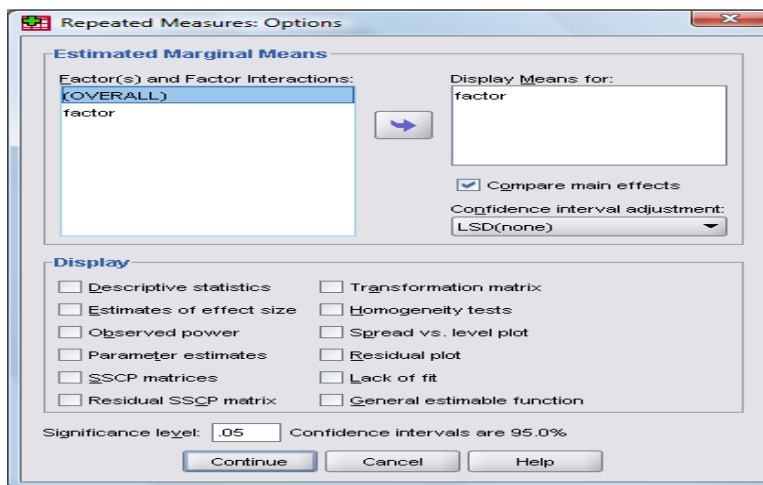 Repeated Measures: Options
Estimated Marginal Means
Factor(s) and Factor Interactions:
(OVERALL)
factor
Display Means for:
factor
Compare main effects
Confidence interval adjustment:
LSD(none)
Display
Descriptive statistics
Transformation matrix
Estimates of effect size
Homogeneity tests
Observed power
Spread vs. level plot
Parameter estimates
Residual plot
SSCP matrices
Lack of fit
Residual SSCP matrix
General estimable function
Significance level: .05 Confidence intervals are 95.0%
Continue Cancel Help